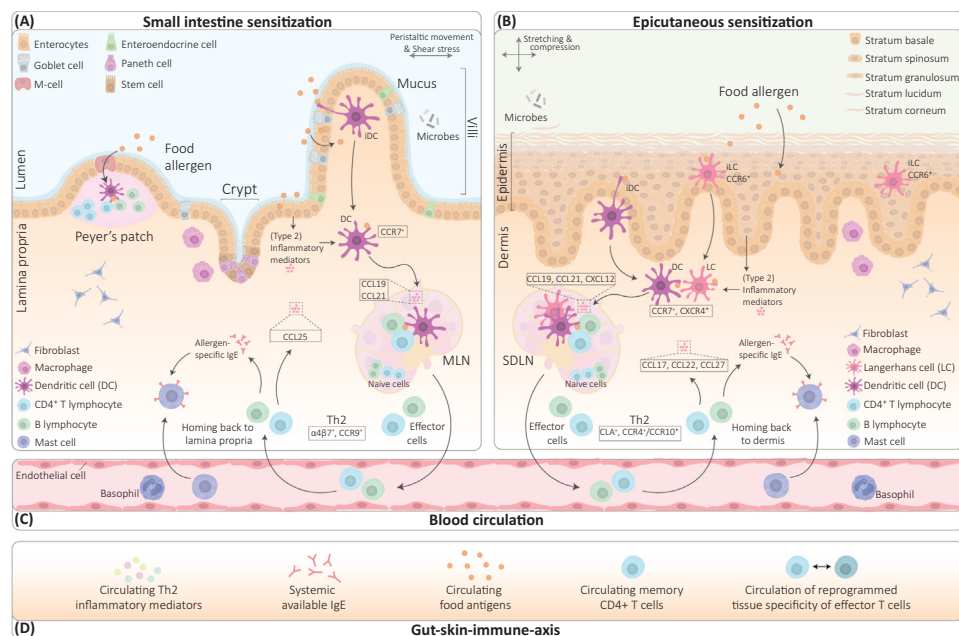 (A)
Small intestine sensitization
Enterocytes
Goblet cell
M-cell
Enteroendocrine cell
Paneth cell
Stem cell
Peristaltic movement
& Shear stress
Mucus
Villi
iDC
Microbes
Lumen
Food
allergen
Crypt
Peyer's patch
Lamina propria
(Type 2)
Inflammatory
mediators
DC
CCR7⁺
CCL19
CCL21
CCL25
Allergen-
specific IgE
MLN
Naive cells
Fibroblast
Macrophage
Dendritic cell (DC)
CD4⁺ T lymphocyte
B lymphocyte
Mast cell
Homing back to
lamina propria
Th2
α4β7⁺, CCR9⁺
Effector
cells
(B)
Epicutaneous sensitization
Stretching &
compression
Stratum basale
Stratum spinosum
Stratum granulosum
Stratum lucidum
Stratum corneum
Food allergen
Microbes
Epidermis
iDC
iLC
CCR6⁺
iLC
CCR6⁺
Dermis
DC
LC
CCL19, CCL21, CXCL12
CCR7⁺, CXCR4⁺
(Type 2)
Inflammatory
mediators
SDLN
Naive cells
CCL17, CCL22, CCL27
Allergen-
specific IgE
Fibroblast
Macrophage
Langerhans cell (LC)
Dendritic cell (DC)
CD4⁺ T lymphocyte
B lymphocyte
Mast cell
Effector
cells
Th2
CLA⁺, CCR4⁺/CCR10⁺
Homing back
to dermis
Endothelial cell
Basophil
Basophil
(C)
Blood circulation
Circulating Th2
inflammatory mediators
Systemic
available IgE
Circulating
food antigens
Circulating memory
CD4+ T cells
Circulation of reprogrammed
tissue specificity of effector T cells
(D)
Gut-skin-immune-axis